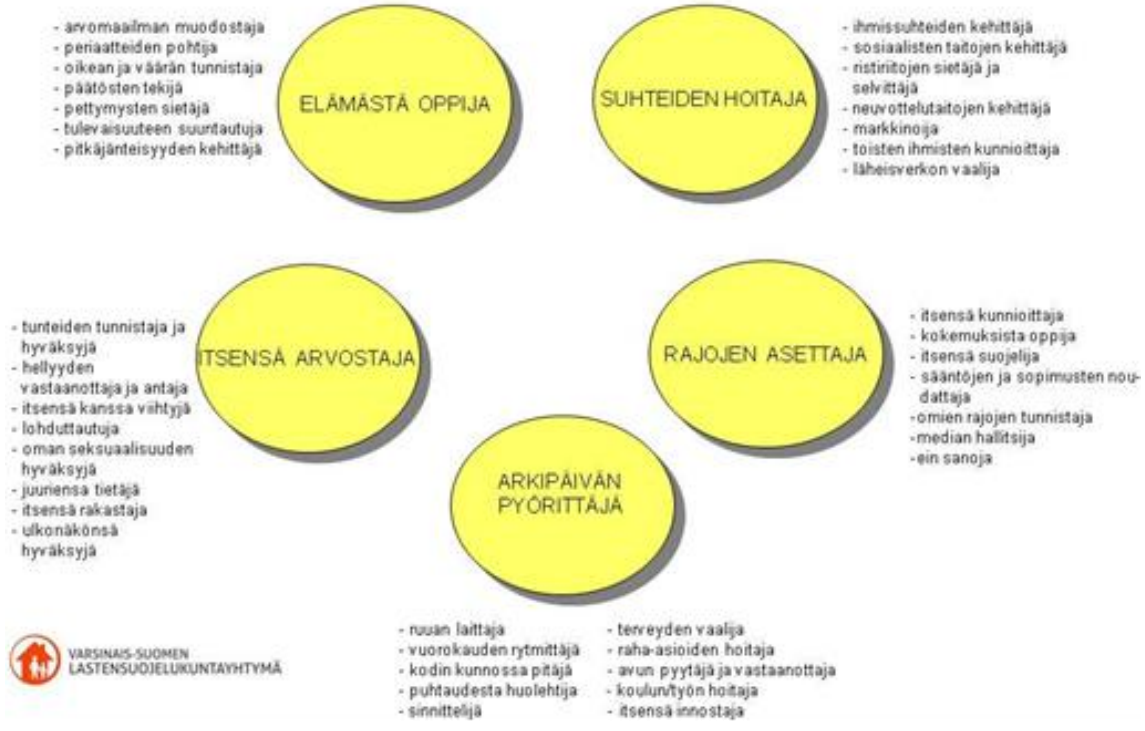 - arvomaailman muodostaja
- periaatteiden pohtija
- oikean ja väärän tunnistaja
- päätösten tekijä
- pettymysten sietäjä
- tulevaisuuteen suuntautuja
- pitkäjänteisyyden kehittäjä
ELÄMÄSTÄ OPPIJA
SUHTEIDEN HOITAJA
- ihmissuhteiden kehittäjä
- sosiaalisten taitojen kehittäjä
- ristiriitojen sietäjä ja
selvittäjä
- neuvottelutaitojen kehittäjä
- markkinoija
- toisten ihmisten kunnioittaja
- läheisverkon vaalija
- tunteiden tunnistaja ja
hyväksyjä
- hellyyden
vastaanottaja ja antaja
- itsensä kanssa viihtyjä
- lohduttautuja
- oman seksuaalisuuden
hyväksyjä
- juuriensa tietäjä
- itsensä rakastaja
- ulkonäkönsä
hyväksyjä
ITSENSÄ ARVOSTAJA
RAJOJEN ASETTAJA
- itsensä kunnioittaja
- kokemuksista oppija
- itsensä suojelija
- sääntöjen ja sopimusten nou-
dattaja
-omien rajojen tunnistaja
-median hallitsija
-ein sanoja
ARKIPÄIVÄN
PYÖRITTÄJÄ
- ruuan laittaja
- vuorokauden rytmittäjä
- kodin kunnossa pitäjä
- puhtaudesta huolehtija
- sinnittelijä
- terveyden vaalija
- raha-asioiden hoitaja
- avun pyytäjä ja vastaanottaja
- koulun/työn hoitaja
- itsensä innostaja
VARSINAIS-SUOMEN
LASTENSUOJELUKUNTAYHTYMÄ